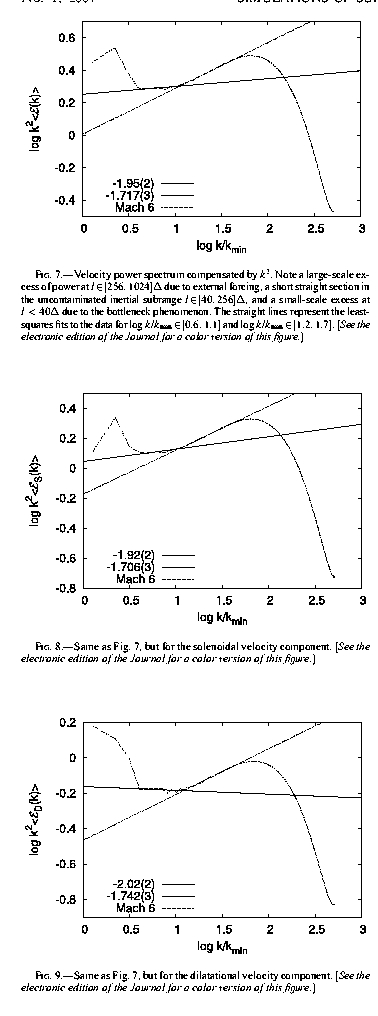 0.6
0.4
0.2
0
-0.2
-0.4
log k²<ℰ(k)>
-1.95(2)
-1.717(3)
Mach 6
0 0.5 1 1.5 2 2.5 3
log k/kmin
FIG. 7.—Velocity power spectrum compensated by k². Note a large-scale ex-
cess of power at l ∈ [256, 1024]Δ due to external forcing, a short straight section in
the uncontaminated inertial subrange l ∈ [40, 256]Δ, and a small-scale excess at
l < 40Δ due to the bottleneck phenomenon. The straight lines represent the least-
squares fits to the data for log k/kmin ∈ [0.6, 1.1] and log k/kmin ∈ [1.2, 1.7]. [See the
electronic edition of the Journal for a color version of this figure.]
0.4
0.2
0
-0.2
-0.4
-0.6
-0.8
log k²<ℰS(k)>
-1.92(2)
-1.706(3)
Mach 6
0 0.5 1 1.5 2 2.5 3
log k/kmin
FIG. 8.—Same as Fig. 7, but for the solenoidal velocity component. [See the
electronic edition of the Journal for a color version of this figure.]
0.2
0
-0.2
-0.4
-0.6
-0.8
log k²<ℰD(k)>
-2.02(2)
-1.742(3)
Mach 6
0 0.5 1 1.5 2 2.5 3
log k/kmin
FIG. 9.—Same as Fig. 7, but for the dilatational velocity component. [See the
electronic edition of the Journal for a color version of this figure.]